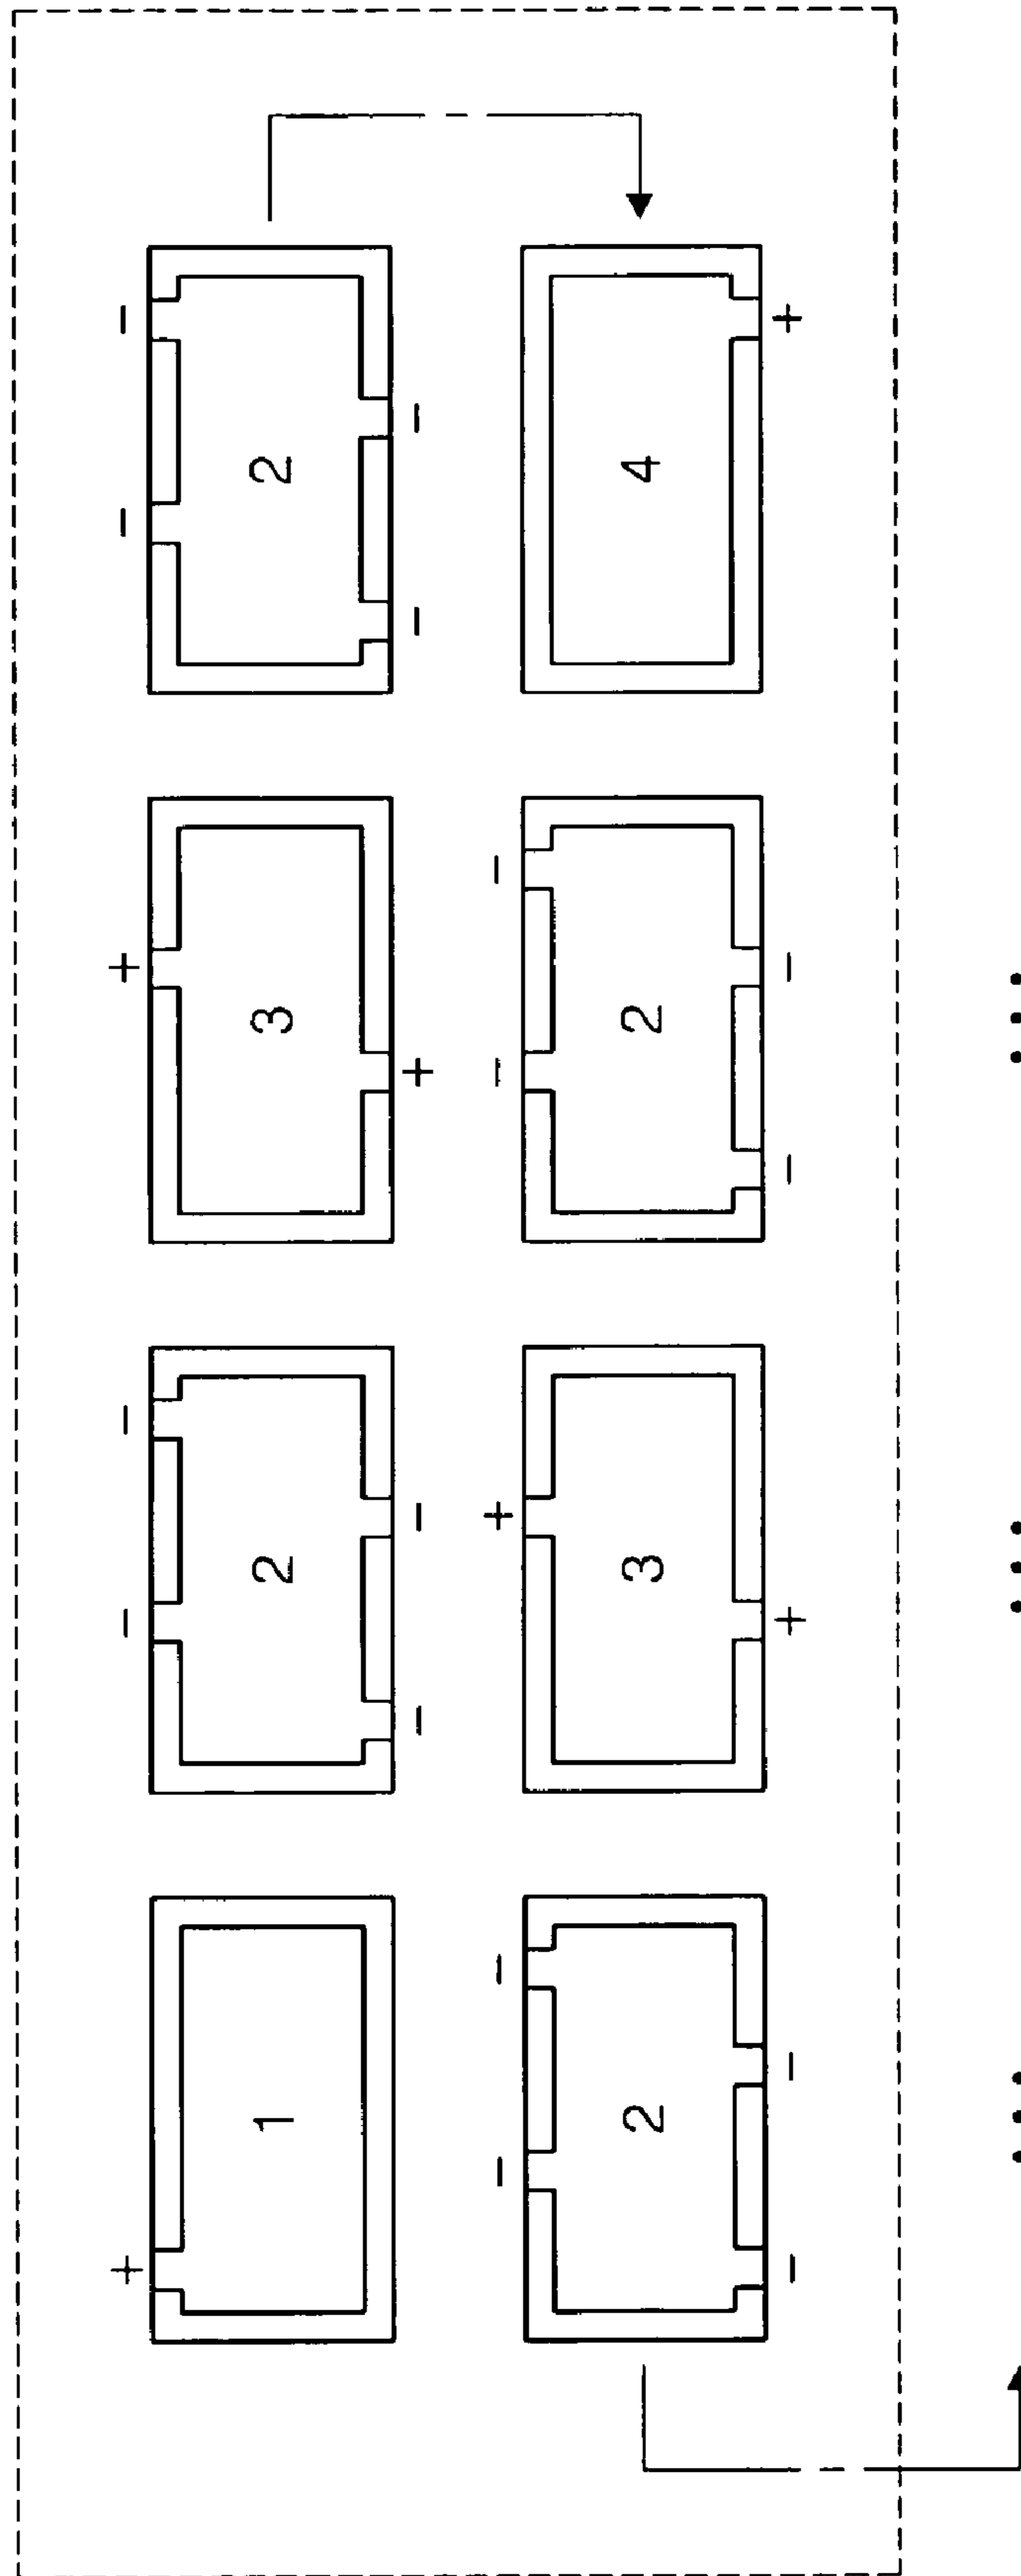 + − − + − −
1 2 3 2
− − + − −
− − + − −
2 3 2 4
− − + − − +
... ... ...